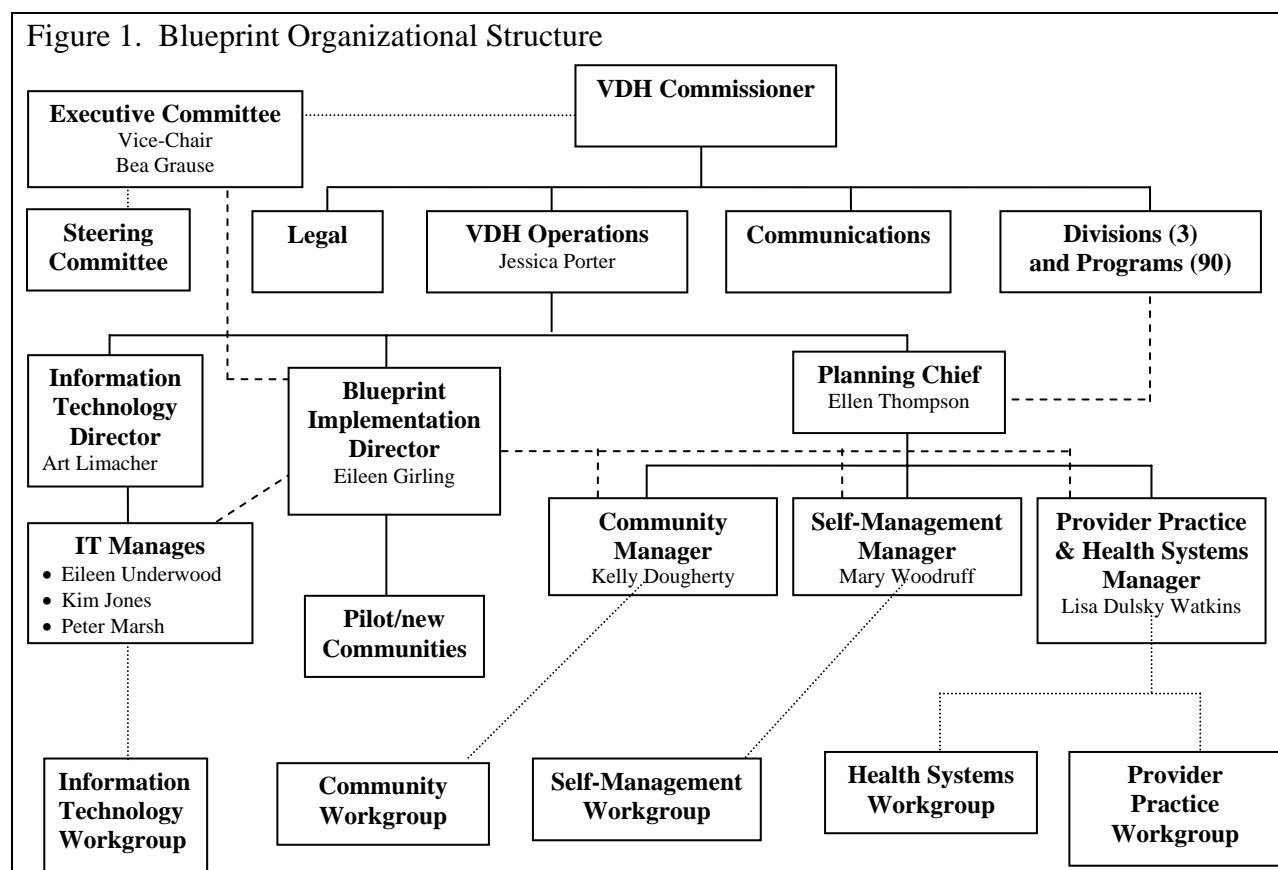 Figure 1. Blueprint Organizational Structure
VDH Commissioner
Executive Committee
Vice-Chair
Bea Grause
Steering
Committee
Legal
VDH Operations
Jessica Porter
Communications
Divisions (3)
and Programs (90)
Information
Technology
Director
Art Limacher
Blueprint
Implementation
Director
Eileen Girling
Planning Chief
Ellen Thompson
IT Manages
• Eileen Underwood
• Kim Jones
• Peter Marsh
Pilot/new
Communities
Community
Manager
Kelly Dougherty
Self-Management
Manager
Mary Woodruff
Provider Practice
& Health Systems
Manager
Lisa Dulsky Watkins
Information
Technology
Workgroup
Community
Workgroup
Self-Management
Workgroup
Health Systems
Workgroup
Provider
Practice
Workgroup